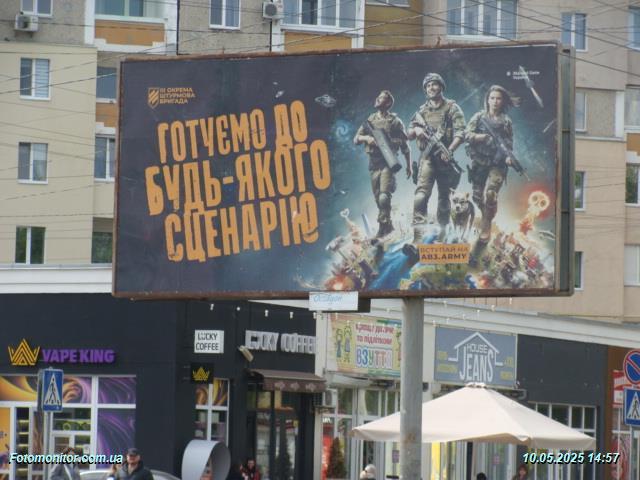 III ОКРЕМА
ШТУРМОВА
БРИГАДА
ГОТУЄМО ДО
БУДЬ-ЯКОГО
СЦЕНАРІЮ
ВСТУПАЙ НА
AB3.ARMY
VAPE KING
LUCKY
COFFEE
LUCKY COFFEE
ВЗУТТЯ
HOUSE
JEANS
Fotomonitor.com.ua
10.05.2025 14:57